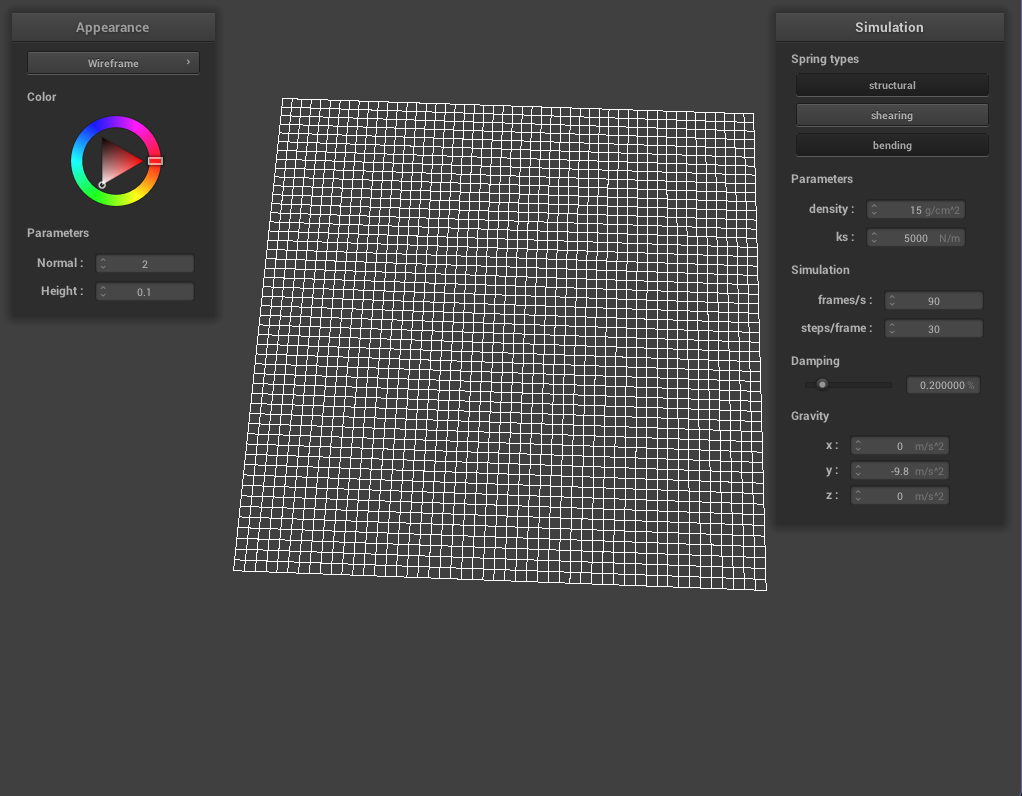 Appearance
Wireframe
Color
Parameters
Normal : 2
Height : 0.1
Simulation
Spring types
structural
shearing
bending
Parameters
density : 15 g/cm^2
ks : 5000 N/m
Simulation
frames/s : 90
steps/frame : 30
Damping
0.200000 %
Gravity
x : 0 m/s^2
y : -9.8 m/s^2
z : 0 m/s^2